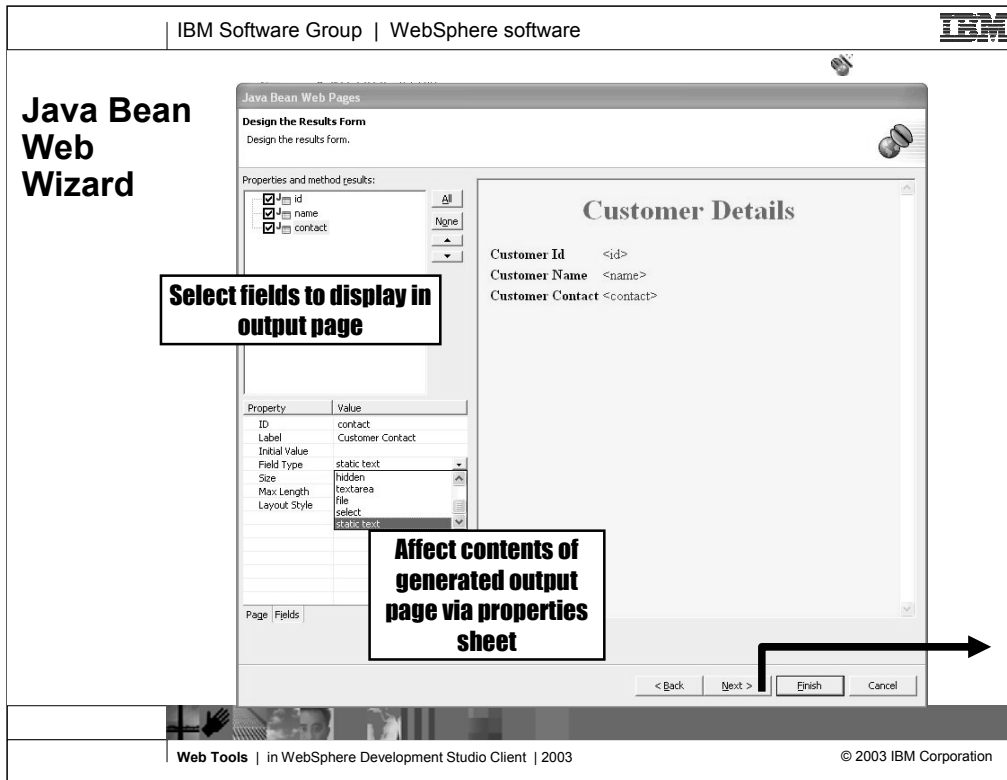 IBM Software Group | WebSphere software
IBM
Java Bean
Web
Wizard
Java Bean Web Pages
Design the Results Form
Design the results form.
Properties and method results:
id
name
contact
All
None
Customer Details
Customer Id <id>
Customer Name <name>
Customer Contact <contact>
Select fields to display in
output page
Property Value
ID contact
Label Customer Contact
Initial Value
Field Type static text
Size
Max Length
Layout Style
hidden
textarea
file
select
static text
Affect contents of
generated output
page via properties
sheet
Page Fields
< Back Next > Finish Cancel
Web Tools | in WebSphere Development Studio Client | 2003
© 2003 IBM Corporation